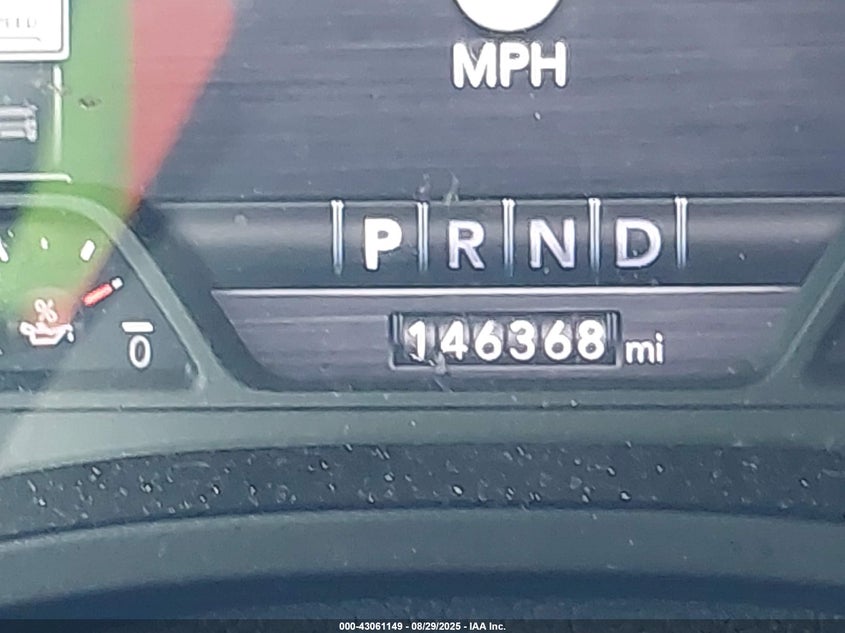 MPH
P R N D
%
146368 mi
0
000-43061149 - 08/29/2025 - IAA Inc.